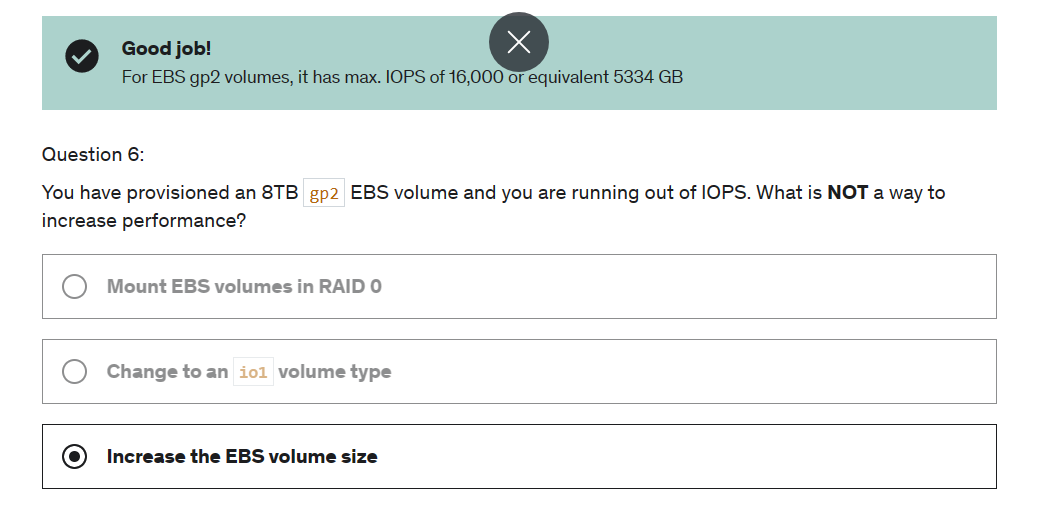 Good job!
For EBS gp2 volumes, it has max. IOPS of 16,000 or equivalent 5334 GB
Question 6:
You have provisioned an 8TB gp2 EBS volume and you are running out of IOPS. What is NOT a way to
increase performance?
Mount EBS volumes in RAID 0
Change to an io1 volume type
Increase the EBS volume size